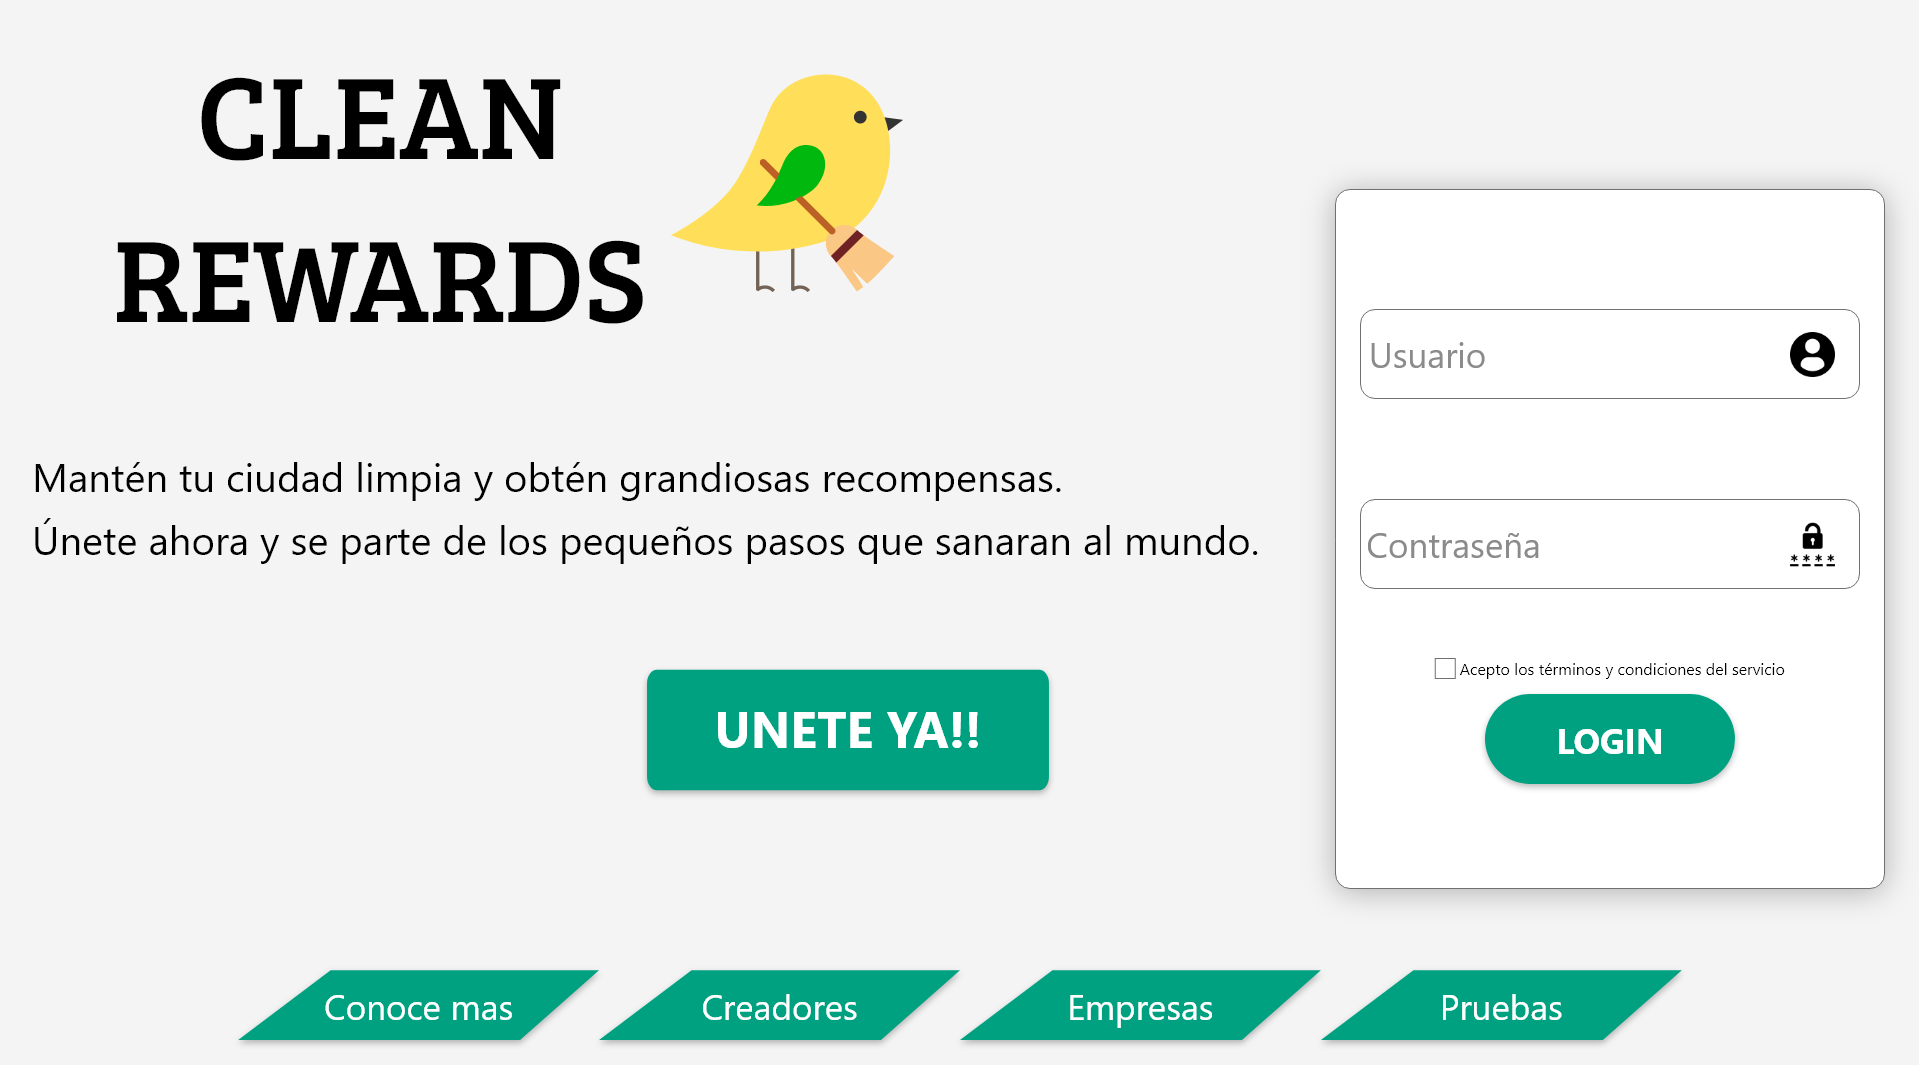 CLEAN
REWARDS
Mantén tu ciudad limpia y obtén grandiosas recompensas.
Únete ahora y se parte de los pequeños pasos que sanaran al mundo.
UNETE YA!!
Usuario
Contraseña
****
Acepto los términos y condiciones del servicio
LOGIN
Conoce mas
Creadores
Empresas
Pruebas